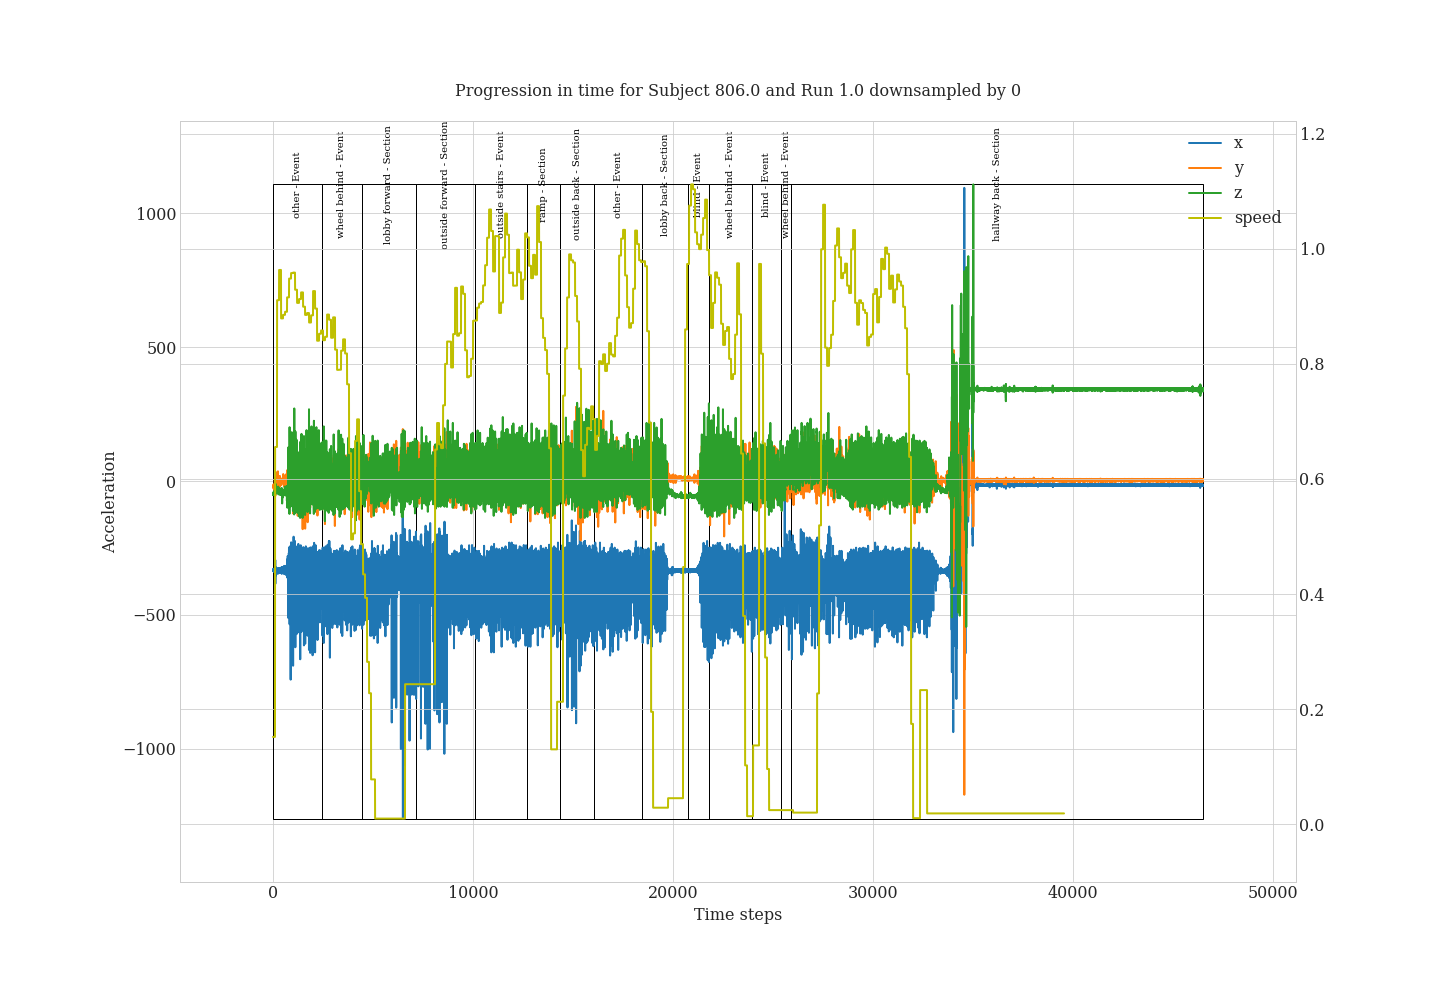 Progression in time for Subject 806.0 and Run 1.0 downsampled by 0
other - Event
wheel behind - Event
lobby forward - Section
outside forward - Section
outside stairs - Event
ramp - Section
outside back - Section
other - Event
lobby back - Section
blind - Event
wheel behind - Event
blind - Event
wheel behind - Event
hallway back - Section
x
y
z
speed
1000
500
0
−500
−1000
Acceleration
1.2
1.0
0.8
0.6
0.4
0.2
0.0
0
10000
20000
30000
40000
50000
Time steps